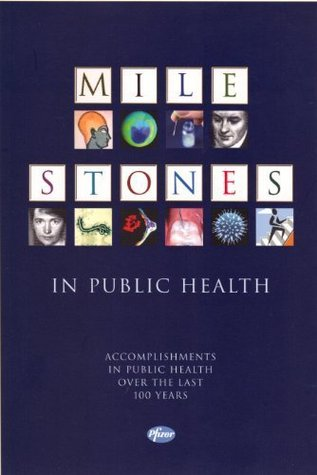 MILE
STONES
IN PUBLIC HEALTH
ACCOMPLISHMENTS
IN PUBLIC HEALTH
OVER THE LAST
100 YEARS
Pfizer